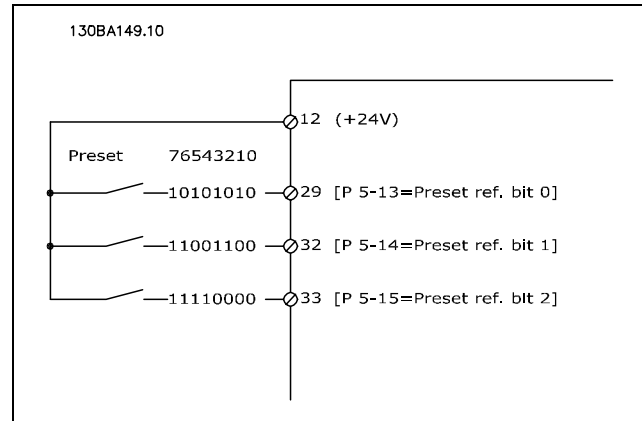 130BA149.10
12 (+24V)
Preset 76543210
10101010 29 [P 5-13=Preset ref. bit 0]
11001100 32 [P 5-14=Preset ref. bit 1]
11110000 33 [P 5-15=Preset ref. bit 2]